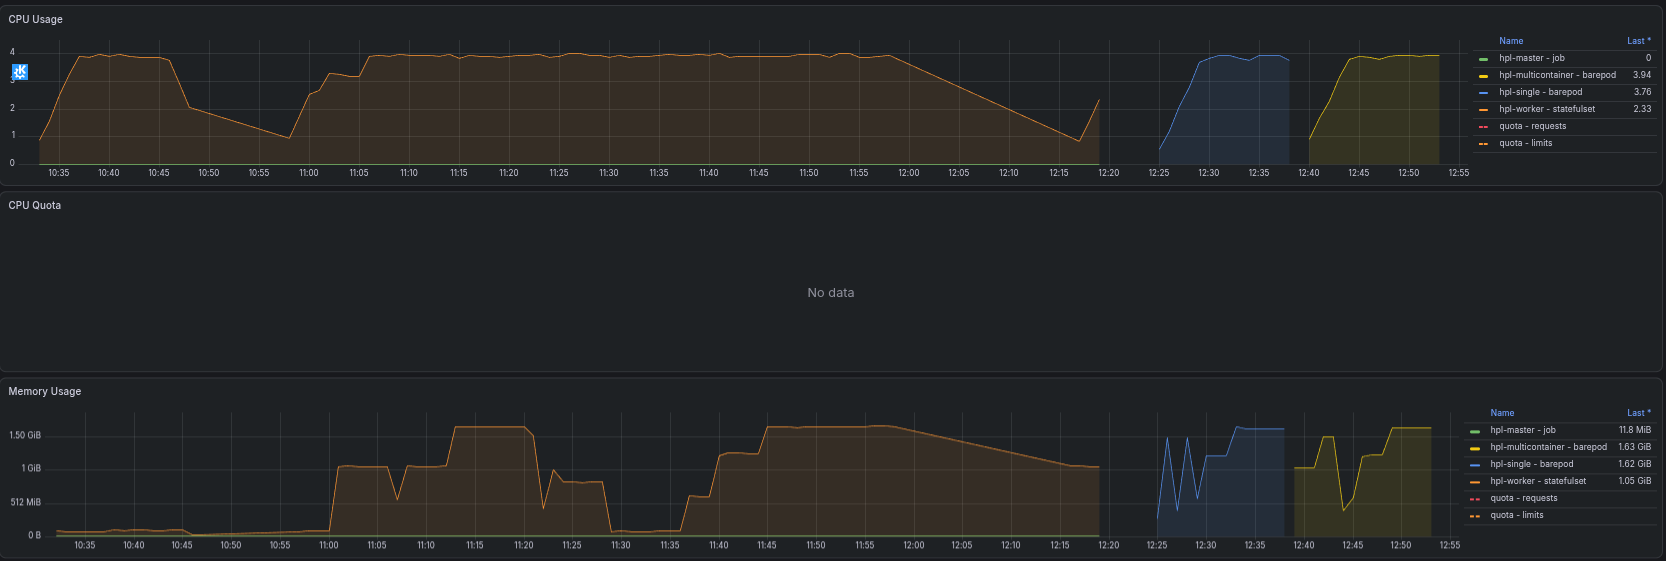 CPU Usage
4
3
2
1
0
10:35 10:40 10:45 10:50 10:55 11:00 11:05 11:10 11:15 11:20 11:25 11:30 11:35 11:40 11:45 11:50 11:55 12:00 12:05 12:10 12:15 12:20 12:25 12:30 12:35 12:40 12:45 12:50 12:55
Name Last *
hpl-master - job 0
hpl-multicontainer - barepod 3.94
hpl-single - barepod 3.76
hpl-worker - statefulset 2.33
quota - requests
quota - limits
CPU Quota
No data
Memory Usage
1.50 GiB
1 GiB
512 MiB
0 B
10:35 10:40 10:45 10:50 10:55 11:00 11:05 11:10 11:15 11:20 11:25 11:30 11:35 11:40 11:45 11:50 11:55 12:00 12:05 12:10 12:15 12:20 12:25 12:30 12:35 12:40 12:45 12:50 12:55
Name Last *
hpl-master - job 11.8 MiB
hpl-multicontainer - barepod 1.63 GiB
hpl-single - barepod 1.62 GiB
hpl-worker - statefulset 1.05 GiB
quota - requests
quota - limits